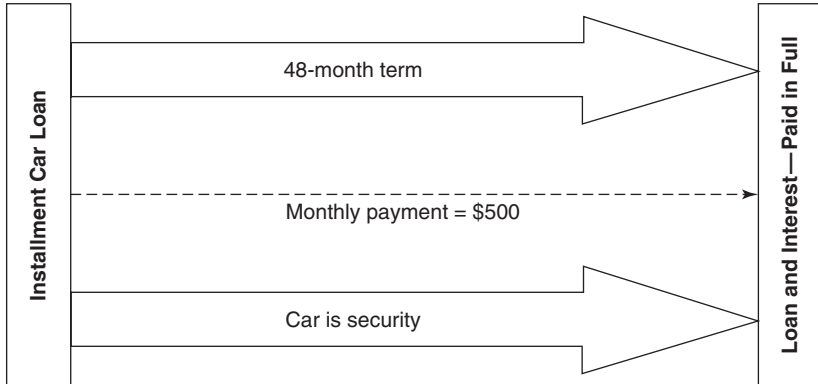 Installment Car Loan
48-month term
Monthly payment = $500
Car is security
Loan and Interest—Paid in Full